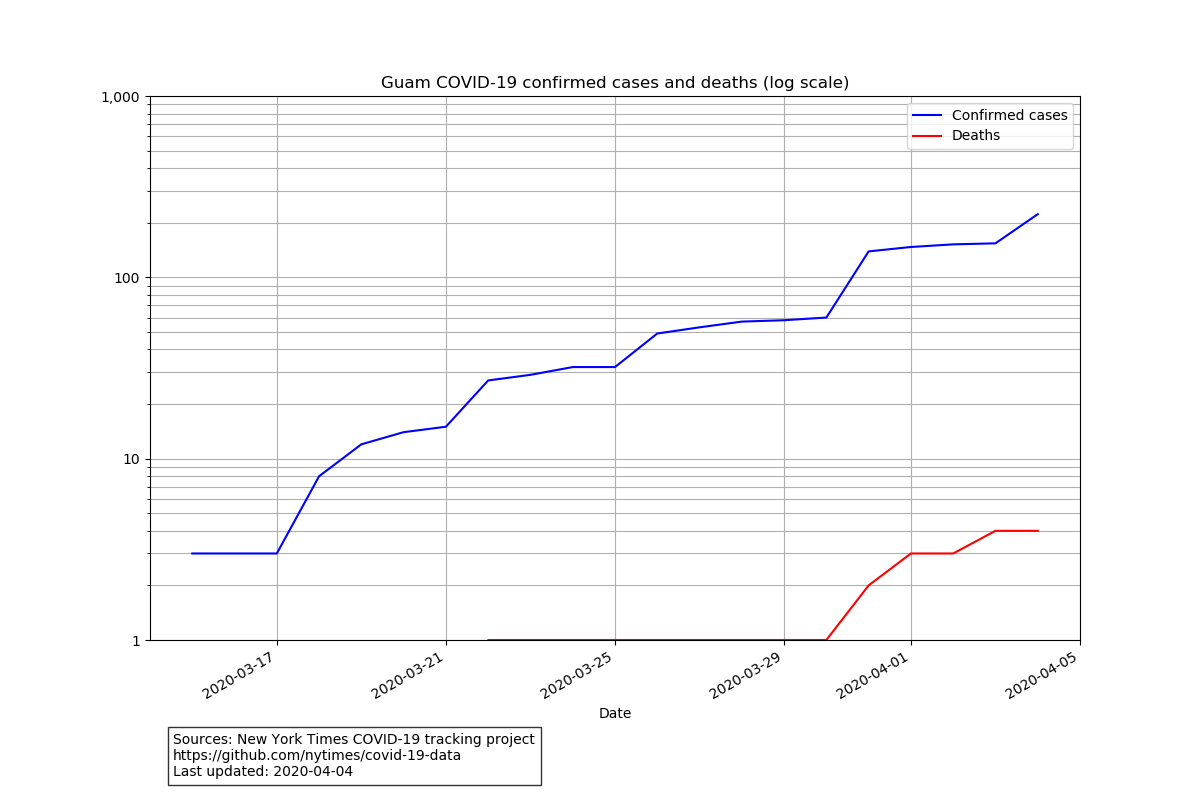 Guam COVID-19 confirmed cases and deaths (log scale)
1,000
100
10
1
Confirmed cases
Deaths
2020-03-17
2020-03-21
2020-03-25
2020-03-29
2020-04-01
2020-04-05
Date
Sources: New York Times COVID-19 tracking project
https://github.com/nytimes/covid-19-data
Last updated: 2020-04-04